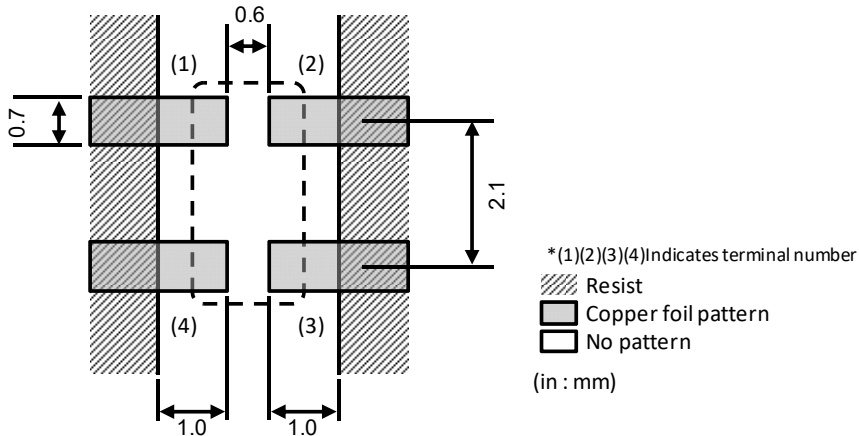 0.6
(1)
(2)
0.7
2.1
(4)
(3)
1.0
1.0
*(1)(2)(3)(4)Indicates terminal number
Resist
Copper foil pattern
No pattern
(in : mm)